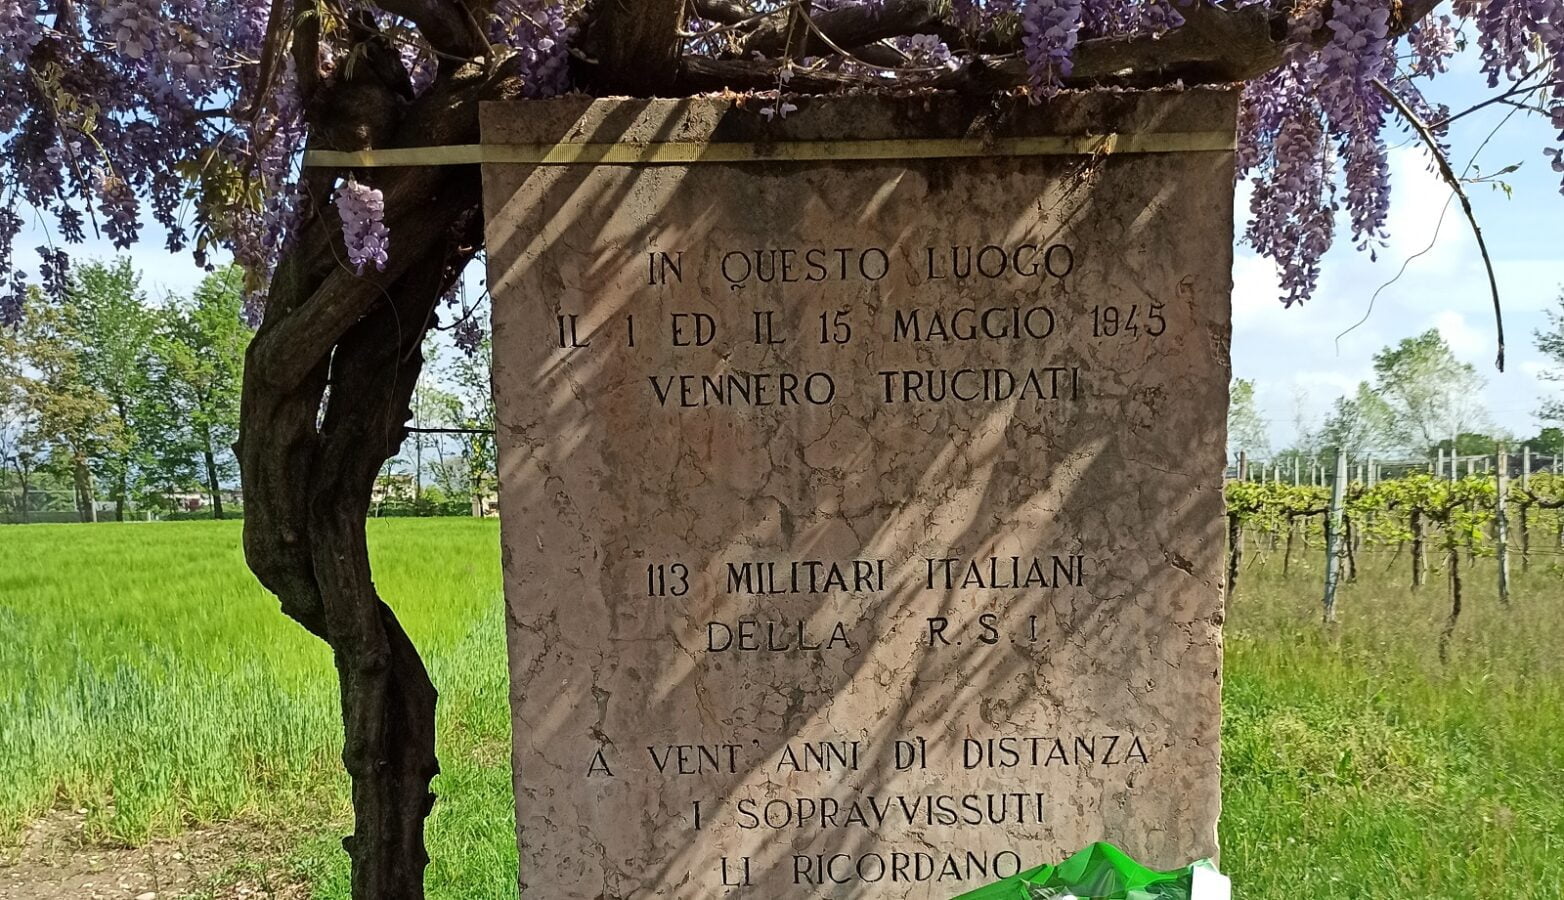 IN QUESTO LUOGO
IL 1 ED IL 15 MAGGIO 1945
VENNERO TRUCIDATI
113 MILITARI ITALIANI
DELLA R.S.I.
A VENT'ANNI DI DISTANZA
I SOPRAVVISSUTI
LI RICORDANO